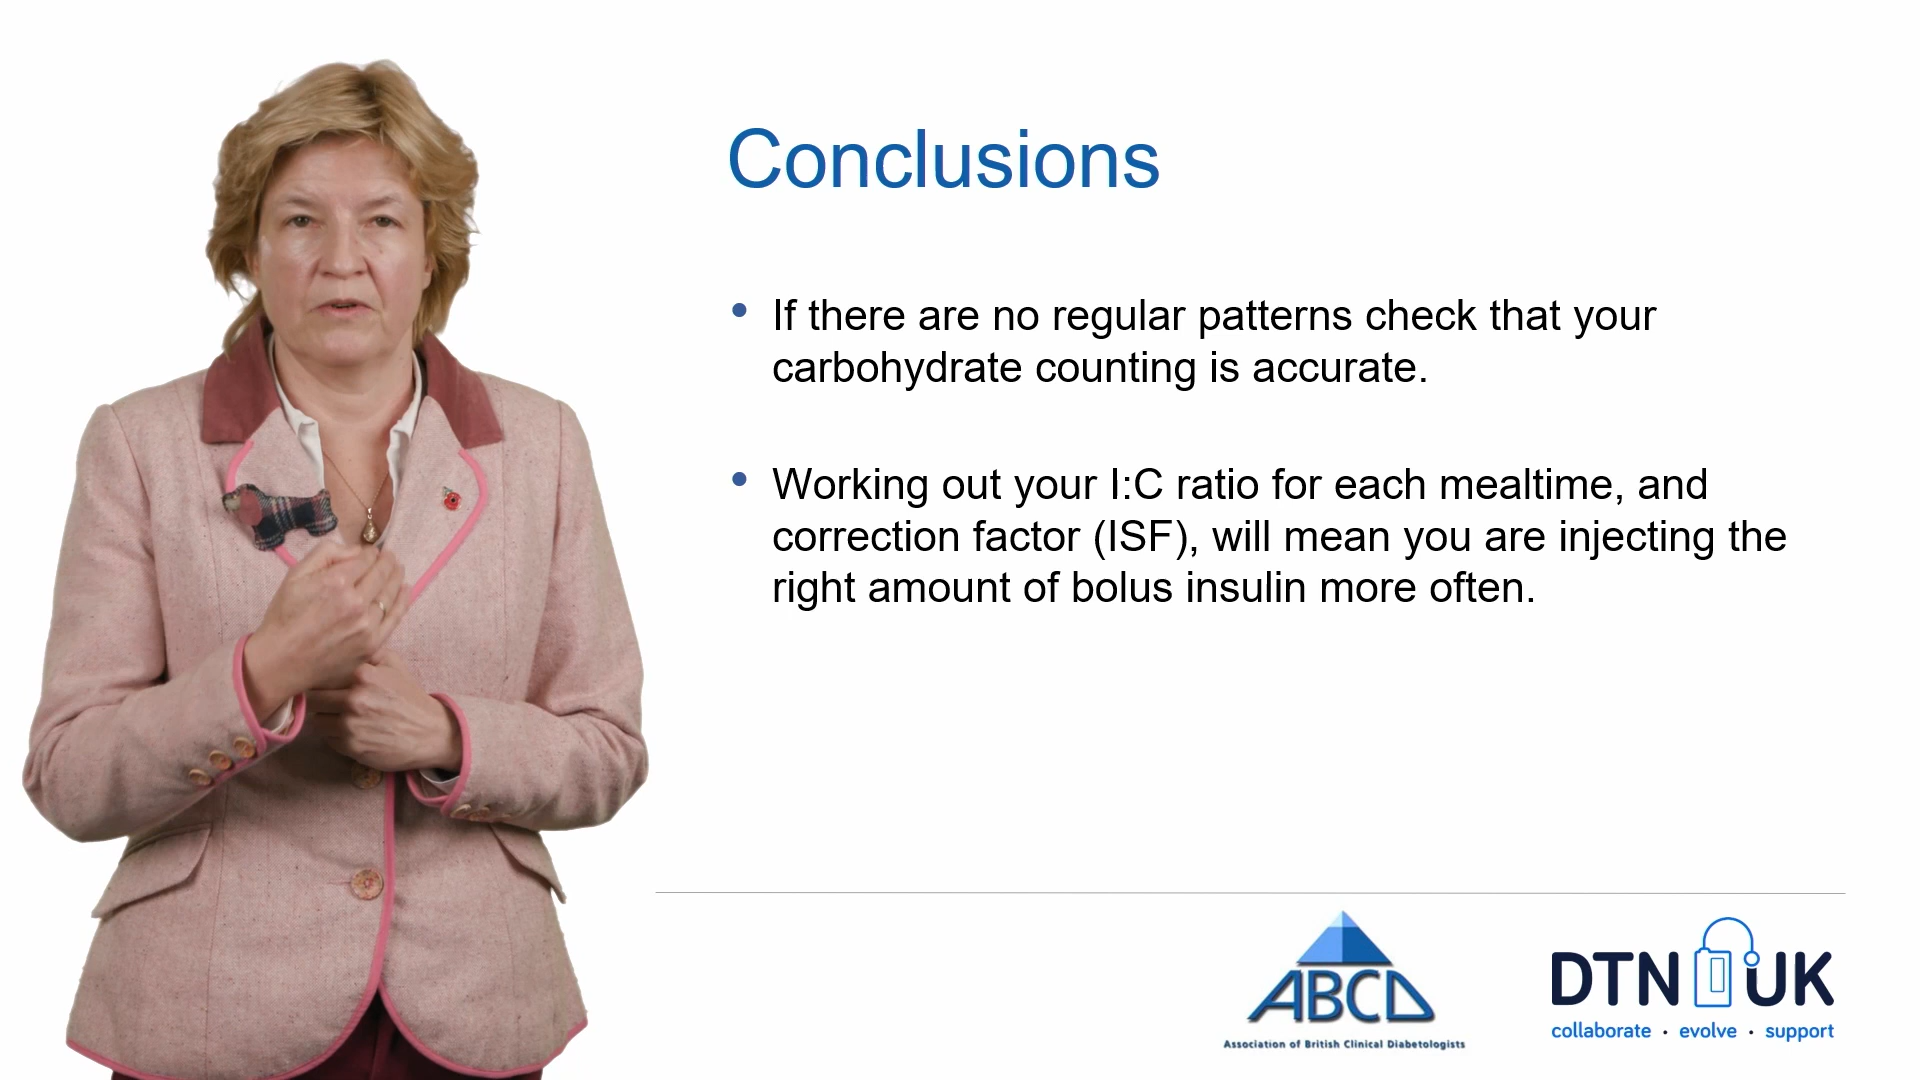 Conclusions
• If there are no regular patterns check that your
carbohydrate counting is accurate.
• Working out your I:C ratio for each mealtime, and
correction factor (ISF), will mean you are injecting the
right amount of bolus insulin more often.
ABCD
Association of British Clinical Diabetologists
DTN UK
collaborate · evolve · support